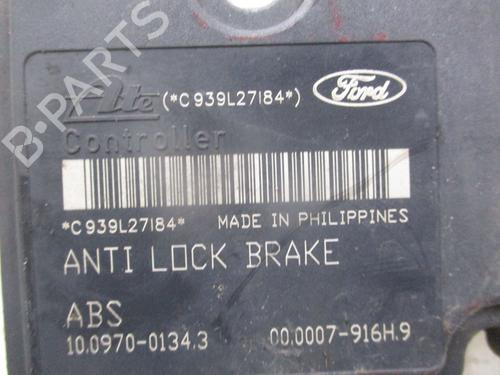 Ate (*C939L27184*) Ford
Controller
*C939L27184* MADE IN PHILIPPINES
ANTI LOCK BRAKE
ABS
10.0970-0134.3 00.0007-916H.9
B-PARTS